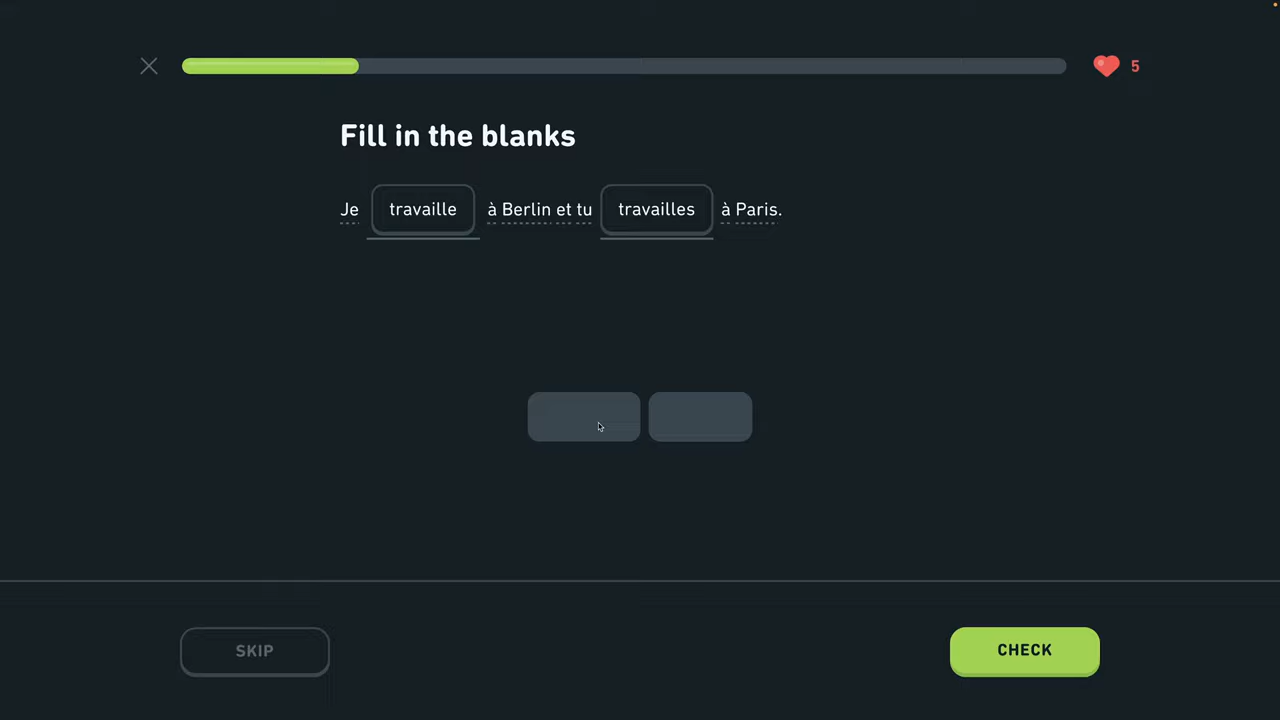 5
Fill in the blanks
Je travaille à Berlin et tu travailles à Paris.
SKIP
CHECK